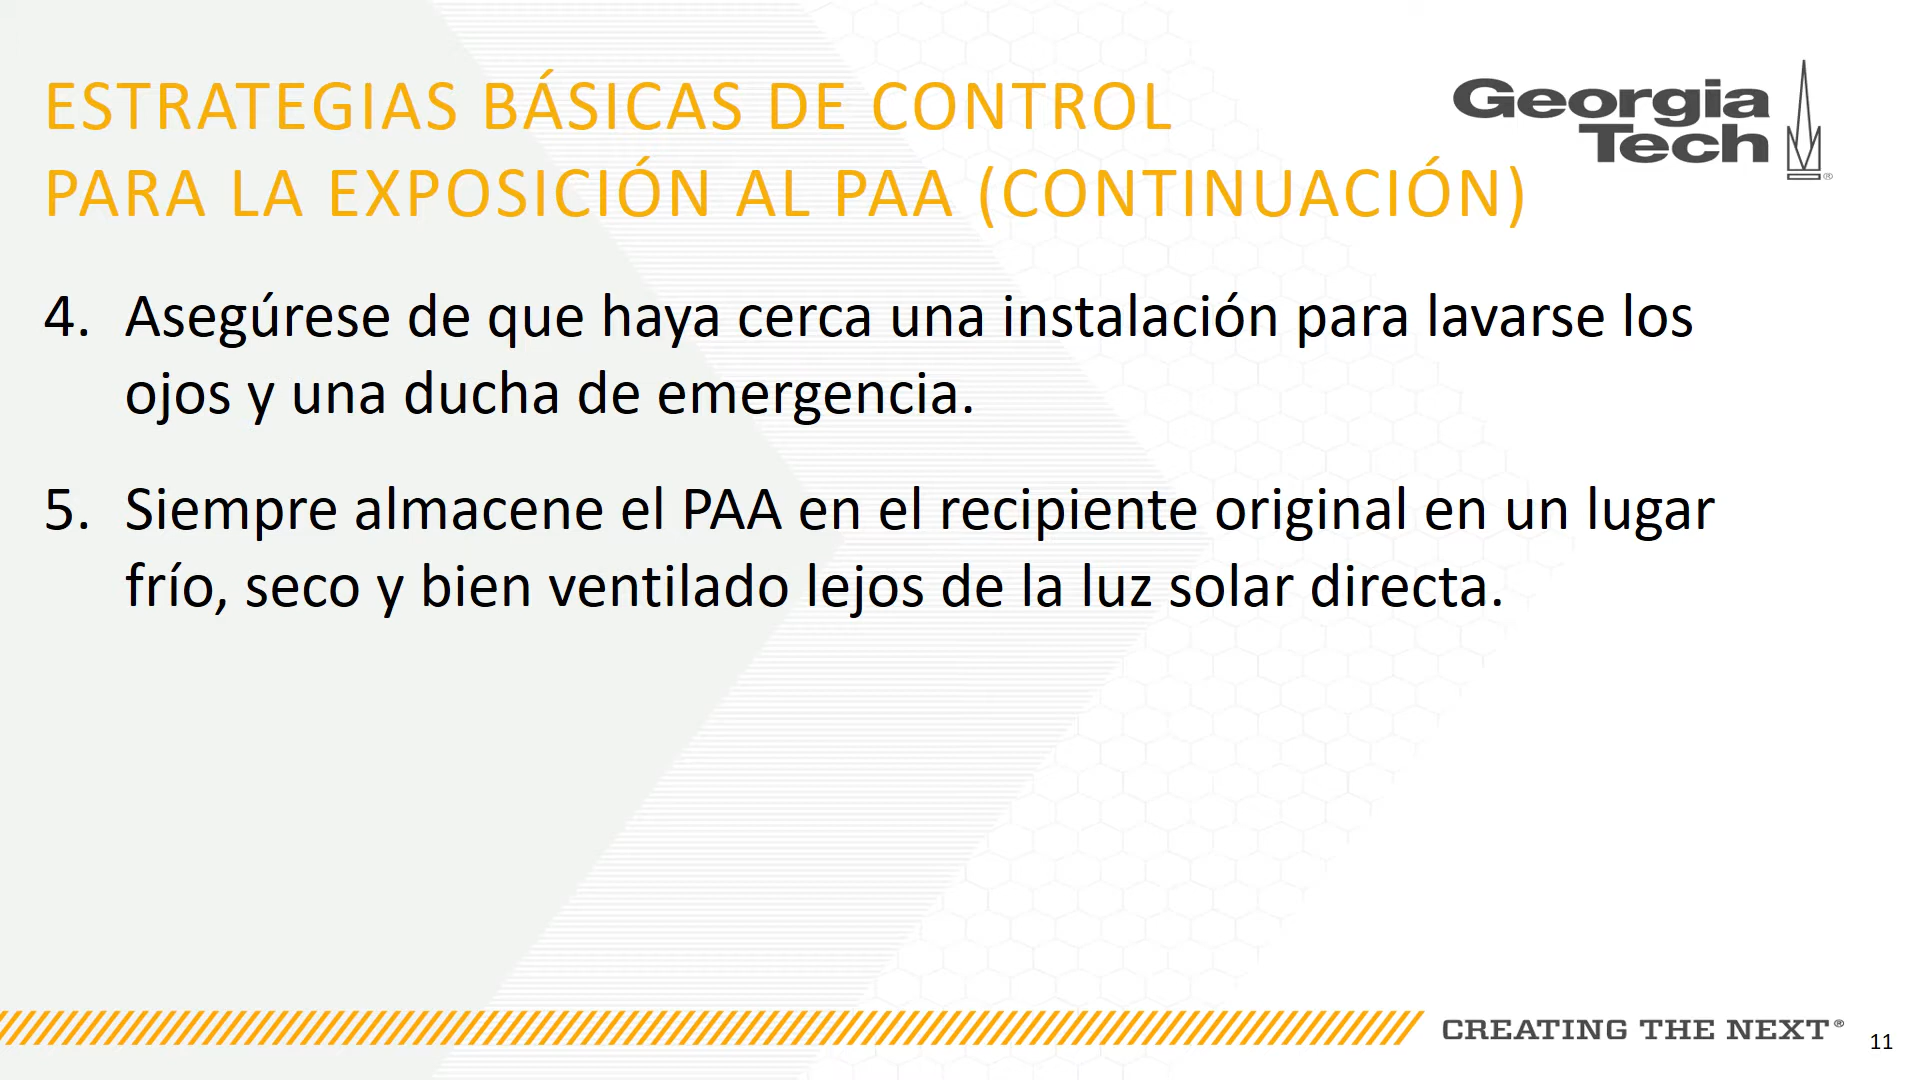 ESTRATEGIAS BÁSICAS DE CONTROL
PARA LA EXPOSICIÓN AL PAA (CONTINUACIÓN)
Georgia
Tech
®
4. Asegúrese de que haya cerca una instalación para lavarse los
ojos y una ducha de emergencia.
5. Siempre almacene el PAA en el recipiente original en un lugar
frío, seco y bien ventilado lejos de la luz solar directa.
CREATING THE NEXT®
11